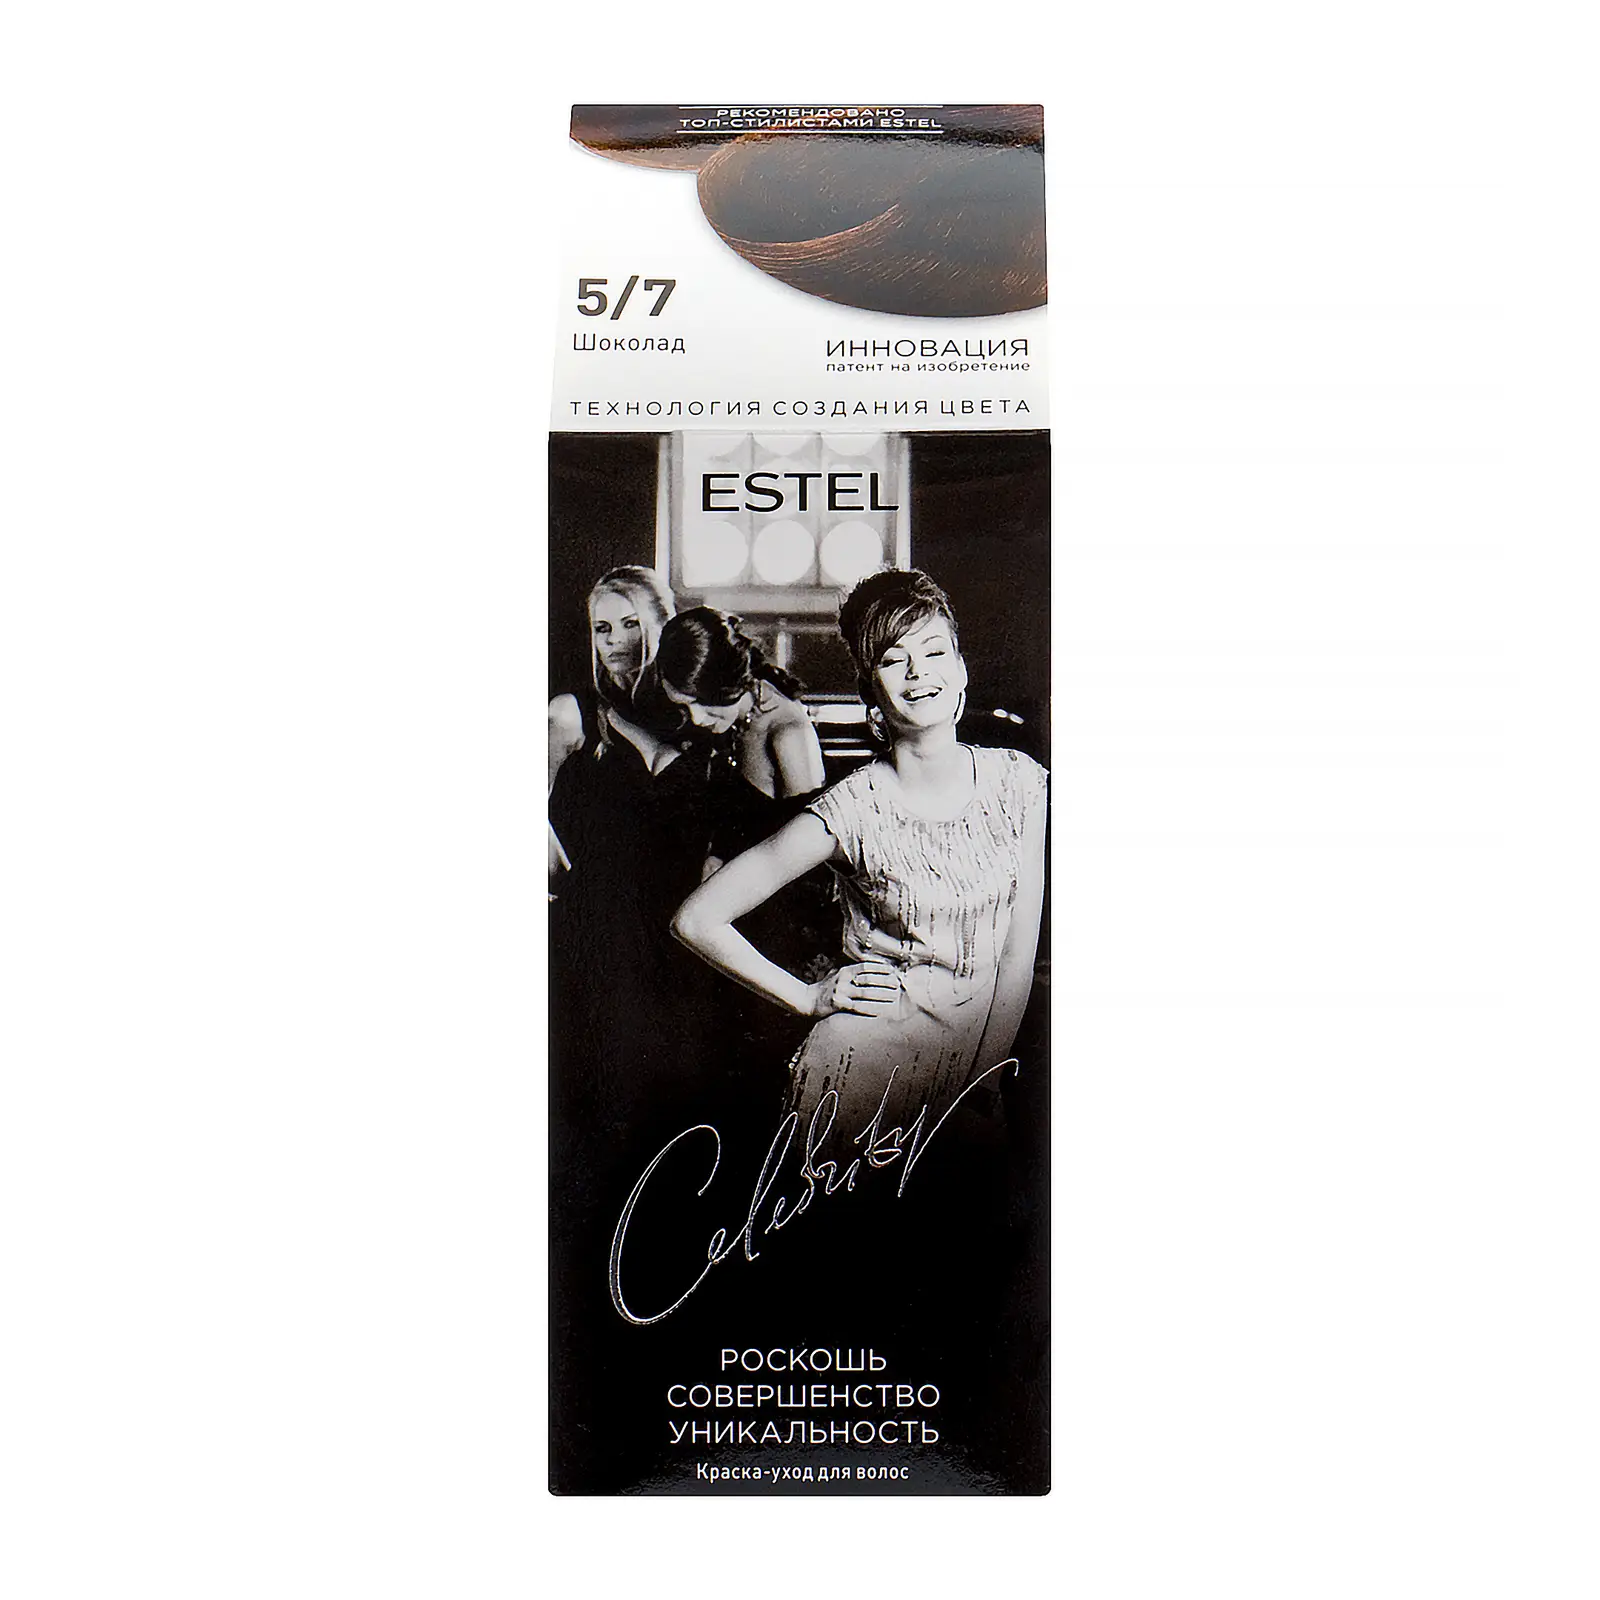 РЕКОМЕНДОВАНО
ТОП-СТИЛИСТАМИ ESTEL
5/7
Шоколад
ИННОВАЦИЯ
патент на изобретение
ТЕХНОЛОГИЯ СОЗДАНИЯ ЦВЕТА
ESTEL
Celebrity
РОСКОШЬ
СОВЕРШЕНСТВО
УНИКАЛЬНОСТЬ
Краска-уход для волос